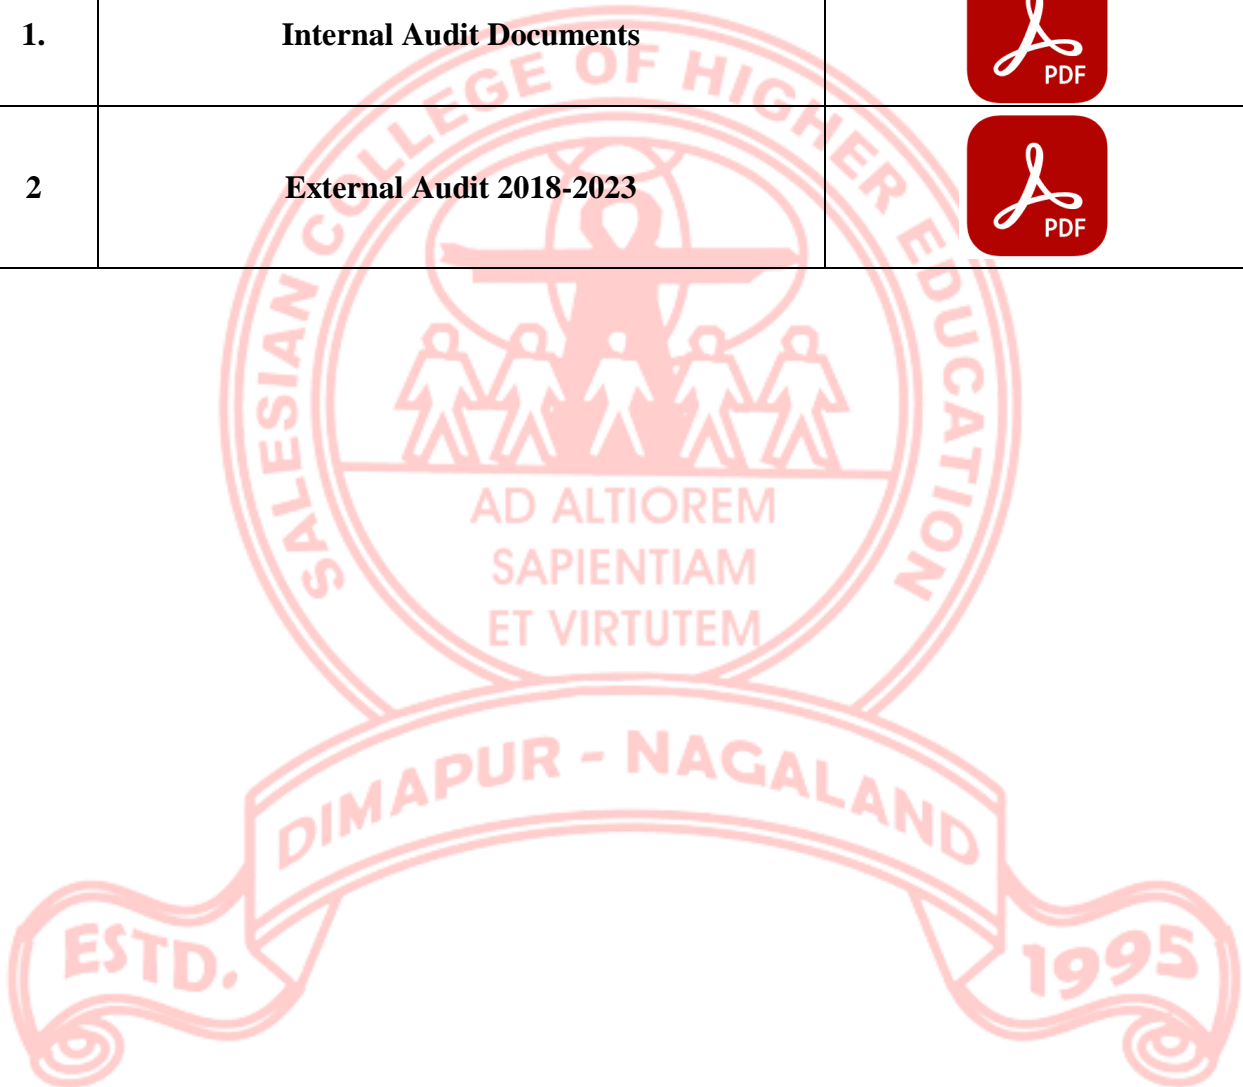 1. Internal Audit Documents PDF
2 External Audit 2018-2023 PDF
SALESIAN COLLEGE OF HIGHER EDUCATION
AD ALTIOREM
SAPIENTIAM
ET VIRTUTEM
DIMAPUR - NAGALAND
ESTD. 1995